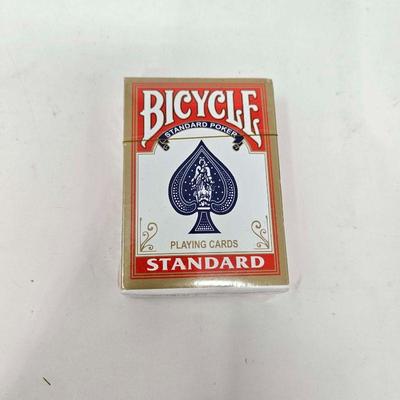 BICYCLE
STANDARD POKER
PLAYING CARDS
STANDARD